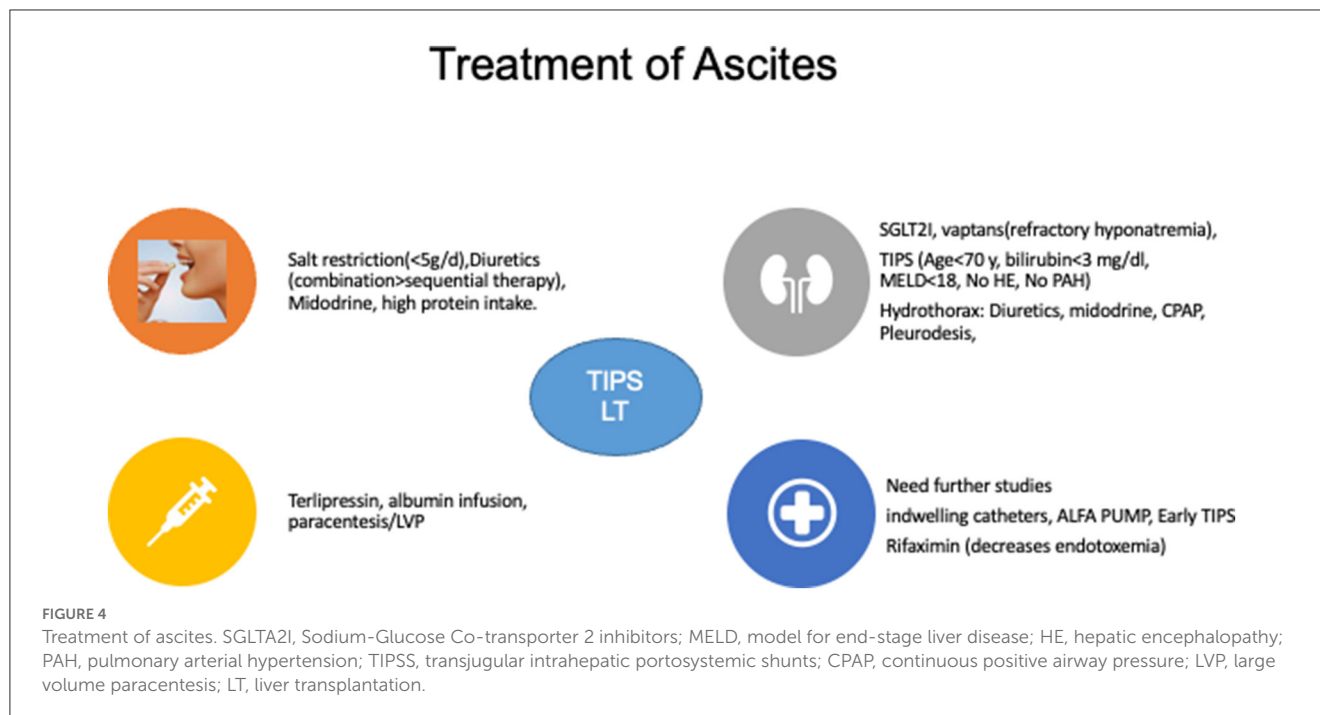 Treatment of Ascites
Salt restriction(<5g/d),Diuretics
(combination>sequential therapy),
Midodrine, high protein intake.
SGLT2I, vaptans(refractory hyponatremia),
TIPS (Age<70 y, bilirubin<3 mg/dl,
MELD<18, No HE, No PAH)
Hydrothorax: Diuretics, midodrine, CPAP,
Pleurodesis,
TIPS
LT
Terlipressin, albumin infusion,
paracentesis/LVP
Need further studies
indwelling catheters, ALFA PUMP, Early TIPS
Rifaximin (decreases endotoxemia)
FIGURE 4
Treatment of ascites. SGLTA2I, Sodium-Glucose Co-transporter 2 inhibitors; MELD, model for end-stage liver disease; HE, hepatic encephalopathy;
PAH, pulmonary arterial hypertension; TIPSS, transjugular intrahepatic portosystemic shunts; CPAP, continuous positive airway pressure; LVP, large
volume paracentesis; LT, liver transplantation.